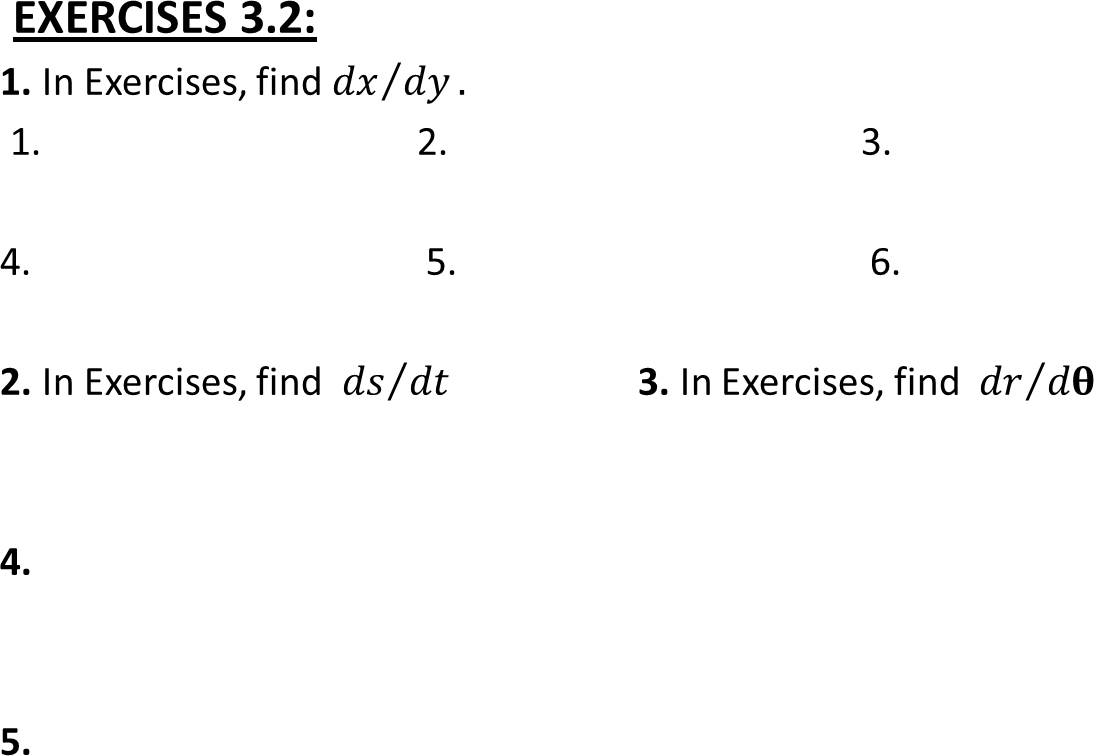 EXERCISES 3.2:
1. In Exercises, find dx/dy .
1. 2. 3.
4. 5. 6.
2. In Exercises, find ds/dt 3. In Exercises, find dr/dθ
4.
5.